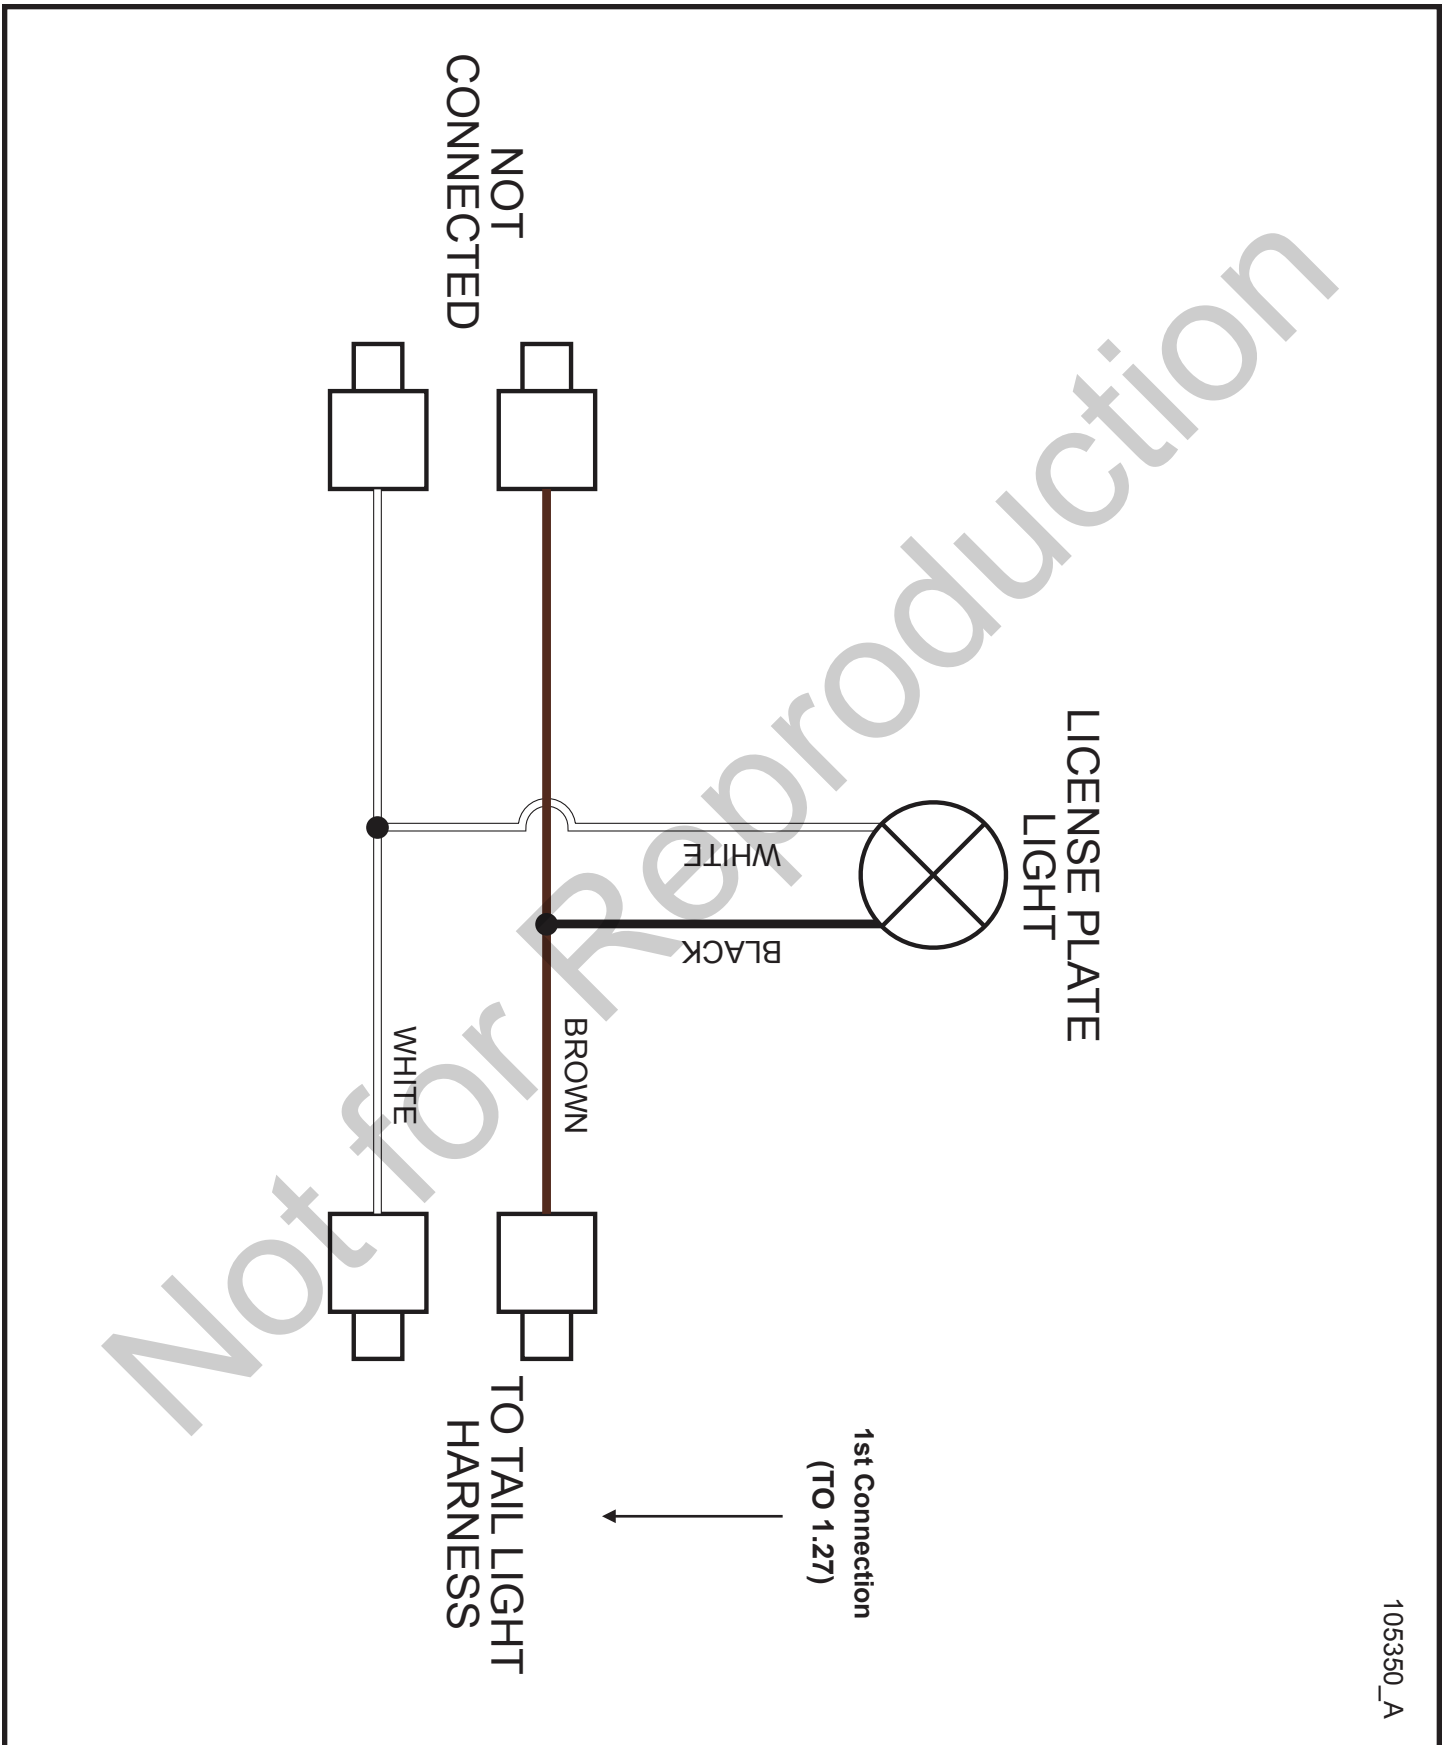 105350_A
LICENSE PLATE
LIGHT
1st Connection
(TO 1.27)
WHITE
BLACK
BROWN
WHITE
NOT
CONNECTED
TO TAIL LIGHT
HARNESS
Not for Reproduction